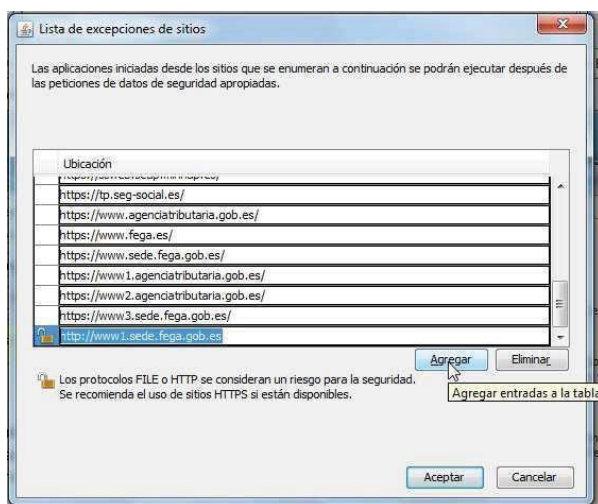 Lista de excepciones de sitios
Las aplicaciones iniciadas desde los sitios que se enumeran a continuación se podrán ejecutar después de
las peticiones de datos de seguridad apropiadas.
Ubicación
https://tp.seg-social.es/
https://www.agenciatributaria.gob.es/
https://www.fega.es/
https://www.sede.fega.gob.es/
https://www1.agenciatributaria.gob.es/
https://www2.agenciatributaria.gob.es/
https://www3.sede.fega.gob.es/
http://www1.sede.fega.gob.es
Agregar
Eliminar
Los protocolos FILE o HTTP se consideran un riesgo para la seguridad.
Se recomienda el uso de sitios HTTPS si están disponibles.
Agregar entradas a la tabla
Aceptar
Cancelar